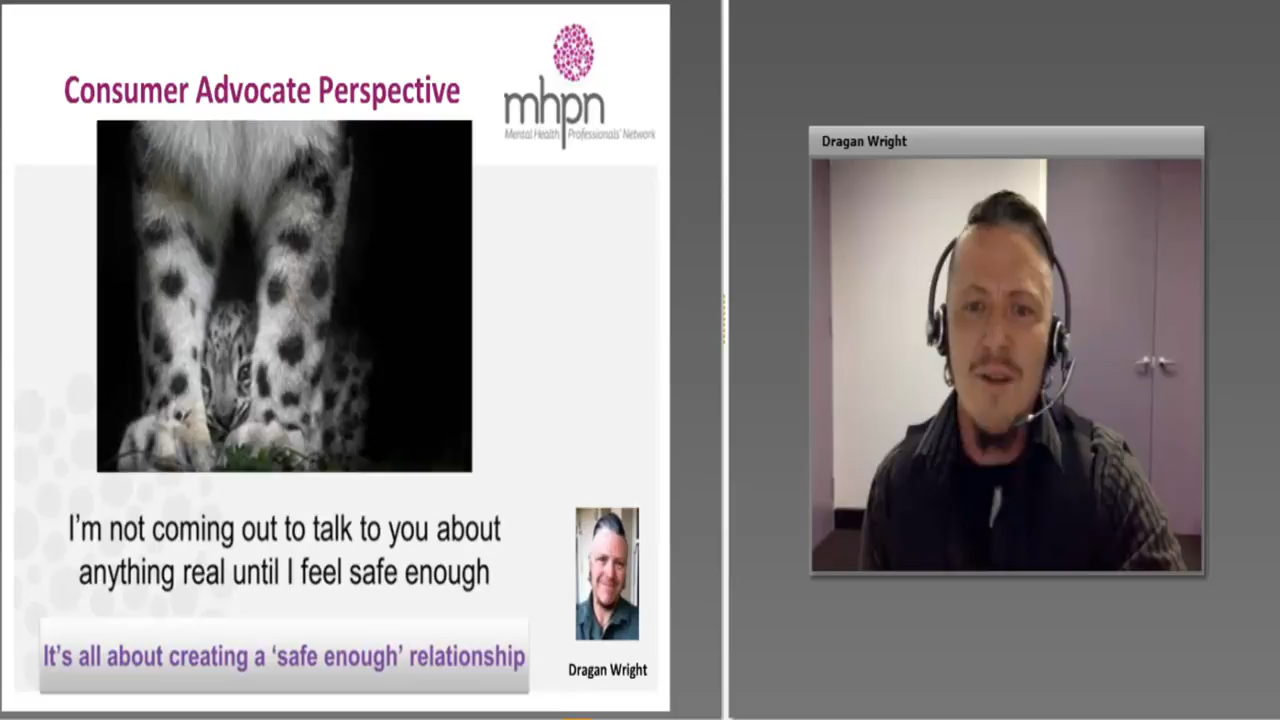 Consumer Advocate Perspective
mhpn
Mental Health Professionals' Network
I'm not coming out to talk to you about
anything real until I feel safe enough
It's all about creating a 'safe enough' relationship
Dragan Wright
Dragan Wright